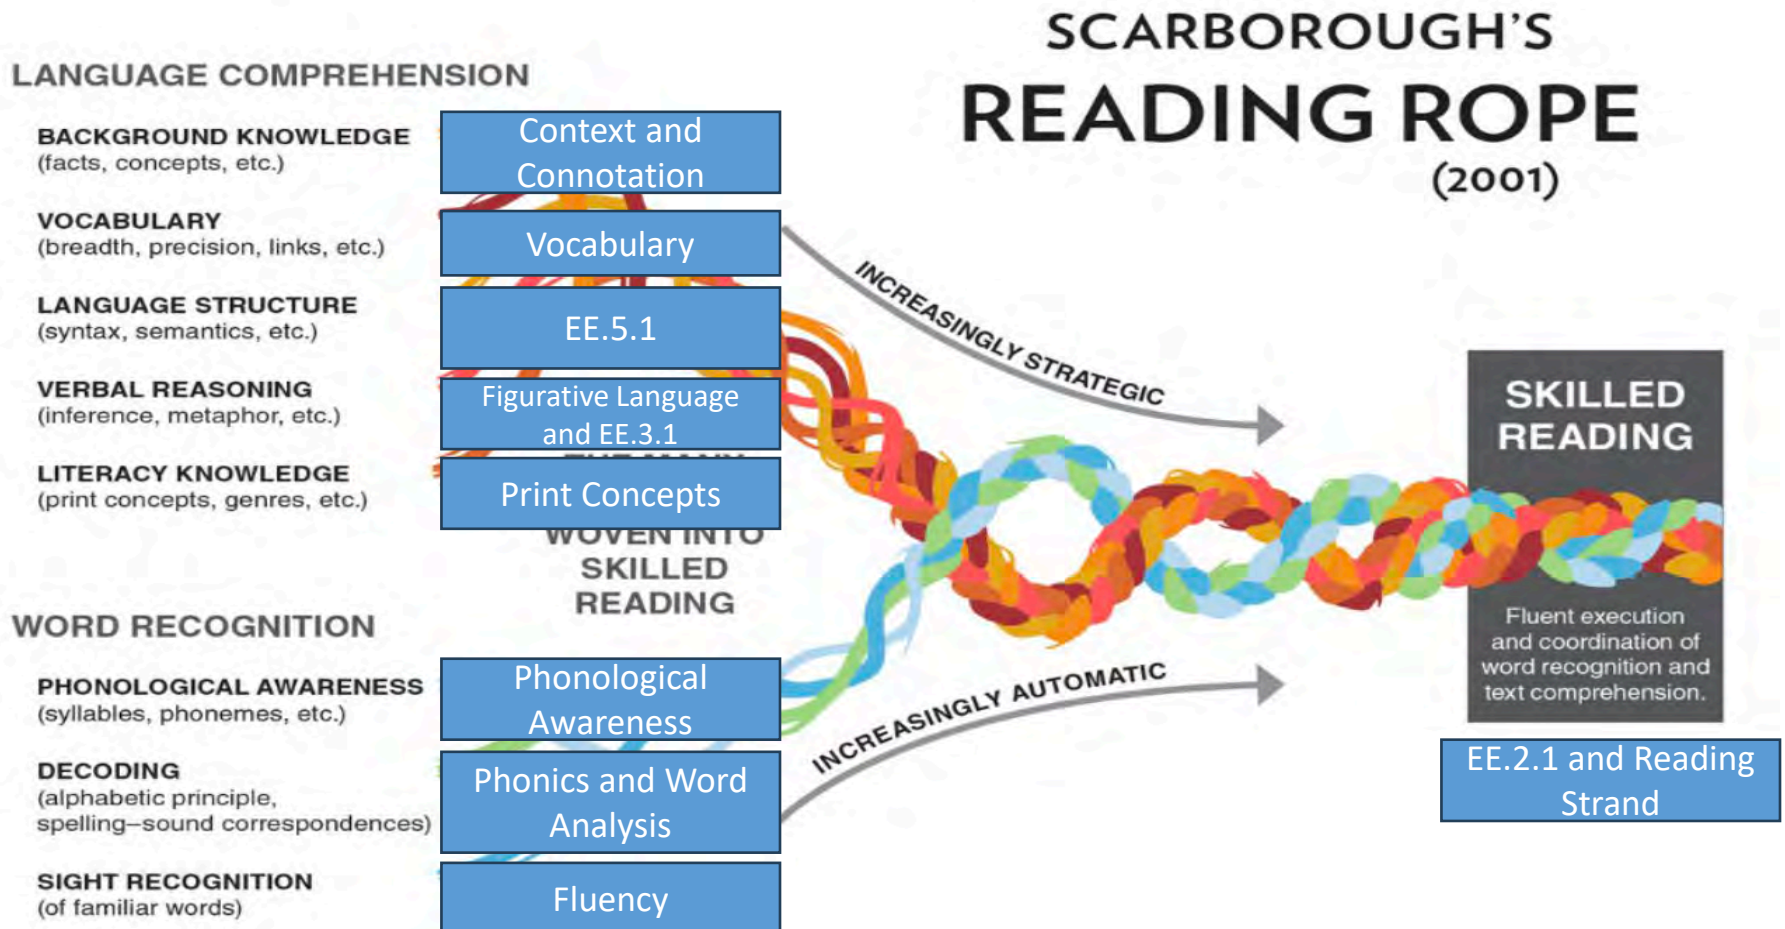 SCARBOROUGH'S
READING ROPE
(2001)
LANGUAGE COMPREHENSION
BACKGROUND KNOWLEDGE
(facts, concepts, etc.)
Context and
Connotation
VOCABULARY
(breadth, precision, links, etc.)
Vocabulary
LANGUAGE STRUCTURE
(syntax, semantics, etc.)
EE.5.1
VERBAL REASONING
(inference, metaphor, etc.)
Figurative Language
and EE.3.1
LITERACY KNOWLEDGE
(print concepts, genres, etc.)
Print Concepts
WOVEN INTO
SKILLED
READING
WORD RECOGNITION
PHONOLOGICAL AWARENESS
(syllables, phonemes, etc.)
Phonological
Awareness
DECODING
(alphabetic principle,
spelling–sound correspondences)
Phonics and Word
Analysis
SIGHT RECOGNITION
(of familiar words)
Fluency
INCREASINGLY STRATEGIC
INCREASINGLY AUTOMATIC
SKILLED
READING
Fluent execution
and coordination of
word recognition and
text comprehension.
EE.2.1 and Reading
Strand